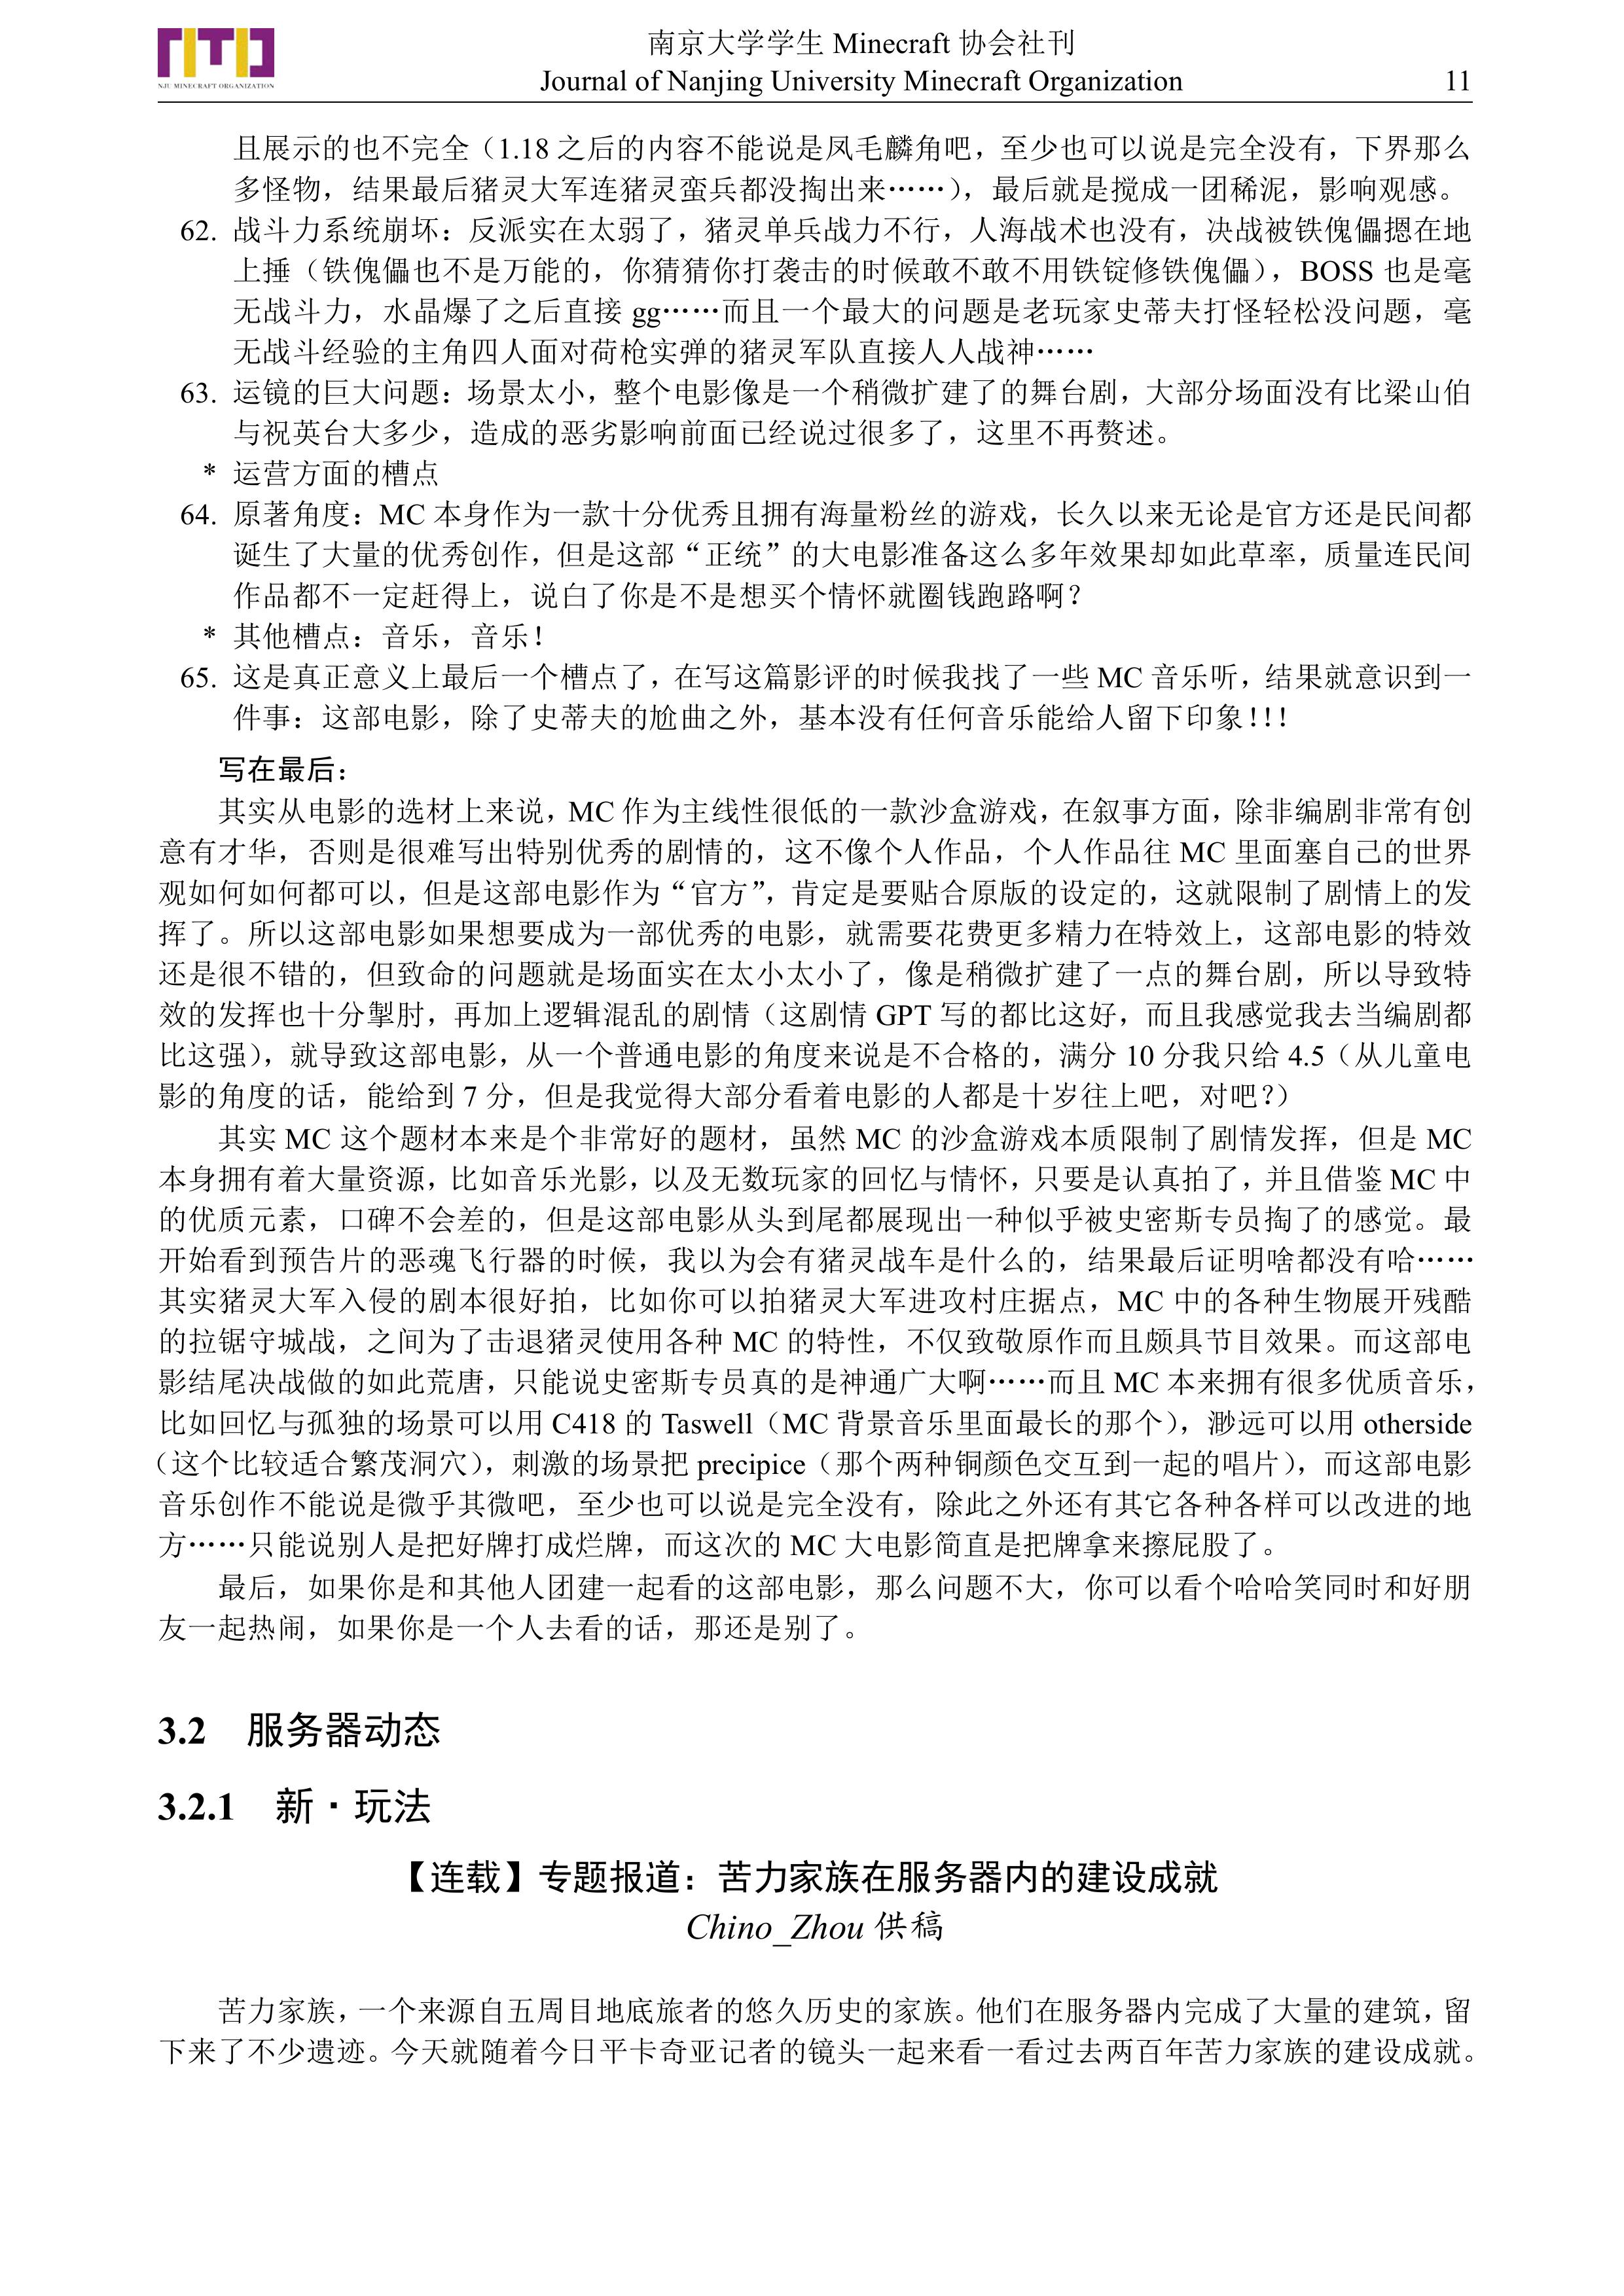 NJU MINECRAFT ORGANIZATION
南京大学学生 Minecraft 协会社刊
Journal of Nanjing University Minecraft Organization 11
且展示的也不完全（1.18 之后的内容不能说是凤毛麟角吧，至少也可以说是完全没有，下界那么
多怪物，结果最后猪灵大军连猪灵蛮兵都没掏出来……），最后就是搅成一团稀泥，影响观感。
62. 战斗力系统崩坏：反派实在太弱了，猪灵单兵战力不行，人海战术也没有，决战被铁傀儡摁在地
上捶（铁傀儡也不是万能的，你猜猜你打袭击的时候敢不敢不用铁锭修铁傀儡），BOSS 也是毫
无战斗力，水晶爆了之后直接 gg……而且一个最大的问题是老玩家史蒂夫打怪轻松没问题，毫
无战斗经验的主角四人面对荷枪实弹的猪灵军队直接人人战神……
63. 运镜的巨大问题：场景太小，整个电影像是一个稍微扩建了的舞台剧，大部分场面没有比梁山伯
与祝英台大多少，造成的恶劣影响前面已经说过很多了，这里不再赘述。
* 运营方面的槽点
64. 原著角度：MC 本身作为一款十分优秀且拥有海量粉丝的游戏，长久以来无论是官方还是民间都
诞生了大量的优秀创作，但是这部“正统”的大电影准备这么多年效果却如此草率，质量连民间
作品都不一定赶得上，说白了你是不是想买个情怀就圈钱跑路啊？
* 其他槽点：音乐，音乐！
65. 这是真正意义上最后一个槽点了，在写这篇影评的时候我找了一些 MC 音乐听，结果就意识到一
件事：这部电影，除了史蒂夫的尬曲之外，基本没有任何音乐能给人留下印象！！！
写在最后：
其实从电影的选材上来说，MC 作为主线性很低的一款沙盒游戏，在叙事方面，除非编剧非常有创
意有才华，否则是很难写出特别优秀的剧情的，这不像个人作品，个人作品往 MC 里面塞自己的世界
观如何如何都可以，但是这部电影作为“官方”，肯定是要贴合原版的设定的，这就限制了剧情上的发
挥了。所以这部电影如果想要成为一部优秀的电影，就需要花费更多精力在特效上，这部电影的特效
还是很不错的，但致命的问题就是场面实在太小太小了，像是稍微扩建了一点的舞台剧，所以导致特
效的发挥也十分掣肘，再加上逻辑混乱的剧情（这剧情 GPT 写的都比这好，而且我感觉我去当编剧都
比这强），就导致这部电影，从一个普通电影的角度来说是不合格的，满分 10 分我只给 4.5（从儿童电
影的角度的话，能给到 7 分，但是我觉得大部分看着电影的人都是十岁往上吧，对吧？）
其实 MC 这个题材本来是个非常好的题材，虽然 MC 的沙盒游戏本质限制了剧情发挥，但是 MC
本身拥有着大量资源，比如音乐光影，以及无数玩家的回忆与情怀，只要是认真拍了，并且借鉴 MC 中
的优质元素，口碑不会差的，但是这部电影从头到尾都展现出一种似乎被史密斯专员掏了的感觉。最
开始看到预告片的恶魂飞行器的时候，我以为会有猪灵战车是什么的，结果最后证明啥都没有哈……
其实猪灵大军入侵的剧本很好拍，比如你可以拍猪灵大军进攻村庄据点，MC 中的各种生物展开残酷
的拉锯守城战，之间为了击退猪灵使用各种 MC 的特性，不仅致敬原作而且颇具节目效果。而这部电
影结尾决战做的如此荒唐，只能说史密斯专员真的是神通广大啊……而且 MC 本来拥有很多优质音乐，
比如回忆与孤独的场景可以用 C418 的 Taswell（MC 背景音乐里面最长的那个），渺远可以用 otherside
（这个比较适合繁茂洞穴），刺激的场景把 precipice（那个两种铜颜色交互到一起的唱片），而这部电影
音乐创作不能说是微乎其微吧，至少也可以说是完全没有，除此之外还有其它各种各样可以改进的地
方……只能说别人是把好牌打成烂牌，而这次的 MC 大电影简直是把牌拿来擦屁股了。
最后，如果你是和其他人团建一起看的这部电影，那么问题不大，你可以看个哈哈笑同时和好朋
友一起热闹，如果你是一个人去看的话，那还是别了。
3.2 服务器动态
3.2.1 新·玩法
【连载】专题报道：苦力家族在服务器内的建设成就
Chino_Zhou 供稿
苦力家族，一个来源自五周目地底旅者的悠久历史的家族。他们在服务器内完成了大量的建筑，留
下来了不少遗迹。今天就随着今日平卡奇亚记者的镜头一起来看一看过去两百年苦力家族的建设成就。